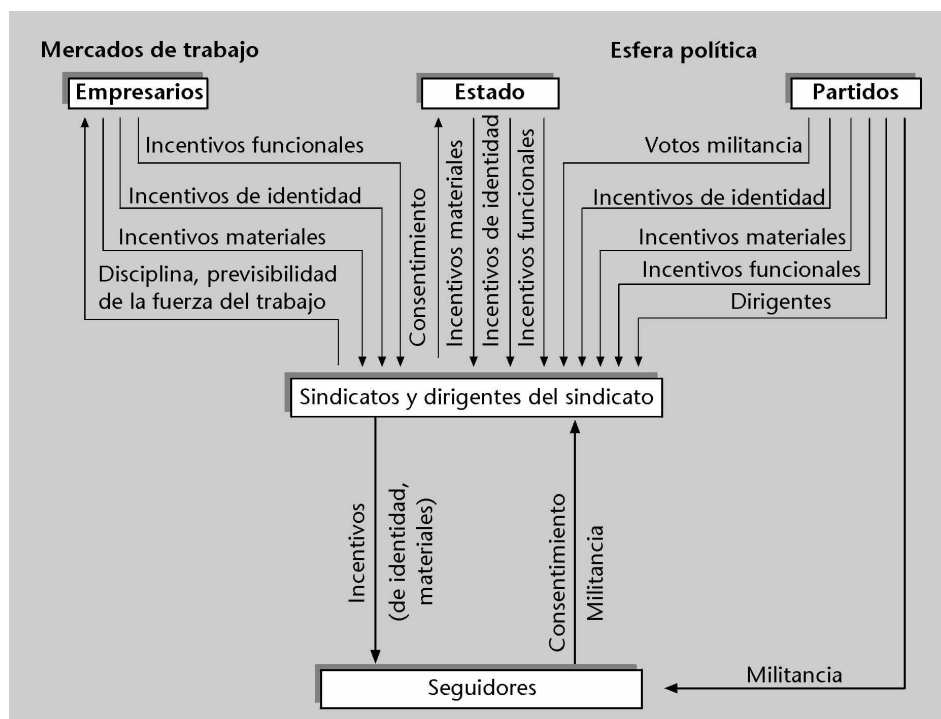 Mercados de trabajo
Esfera política
Empresarios
Estado
Partidos
Incentivos funcionales
Incentivos de identidad
Incentivos materiales
Disciplina, previsibilidad
de la fuerza del trabajo
Consentimiento
Incentivos materiales
Incentivos de identidad
Incentivos funcionales
Votos militancia
Incentivos de identidad
Incentivos materiales
Incentivos funcionales
Dirigentes
Sindicatos y dirigentes del sindicato
Incentivos
(de identidad,
materiales)
Consentimiento
Militancia
Seguidores
Militancia